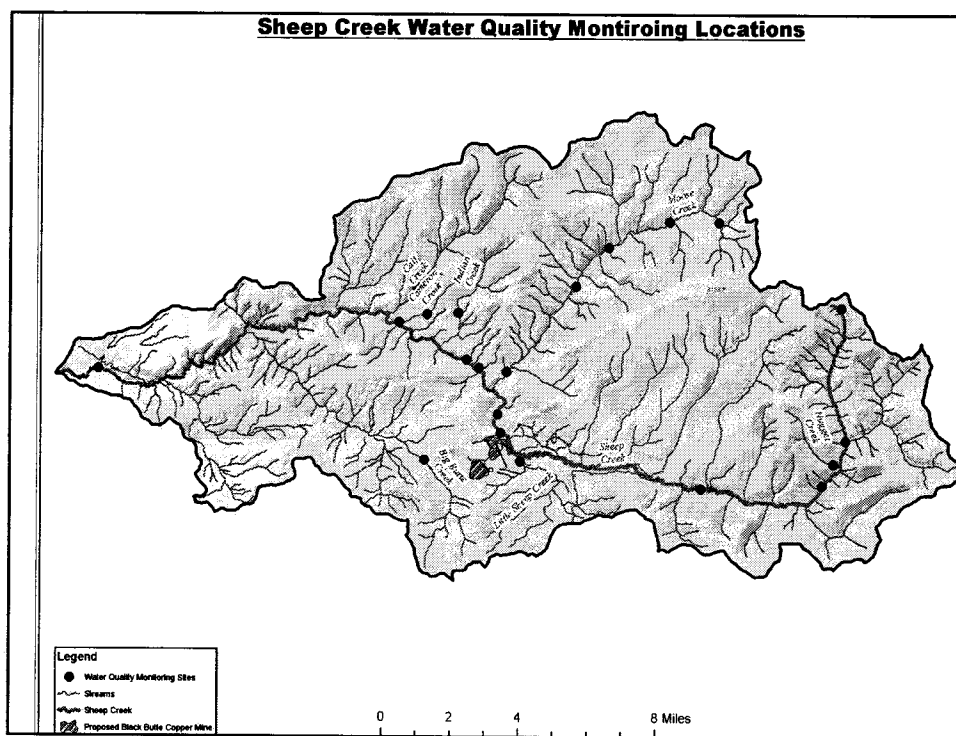 Sheep Creek Water Quality Montiroing Locations
Moose
Creek
Calf
Creek
Creek
Indian
Creek
Nugget
Creek
Sheep
Creek
Big Butte
Creek
Little Sheep Creek
Legend
Water Quality Monitoring Sites
Streams
Sheep Creek
Proposed Black Butte Copper Mine
0 2 4 8 Miles